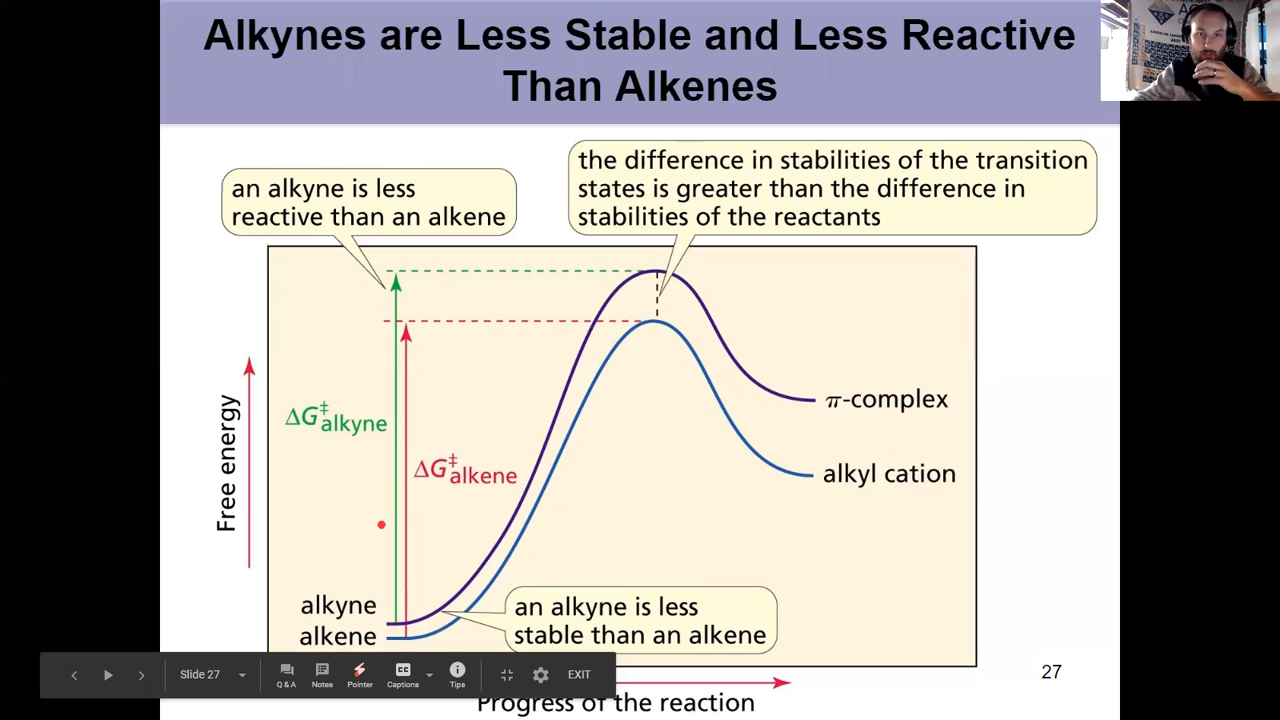 Alkynes are Less Stable and Less Reactive
Than Alkenes
an alkyne is less
reactive than an alkene
the difference in stabilities of the transition
states is greater than the difference in
stabilities of the reactants
Free energy
ΔG‡alkyne
ΔG‡alkene
π-complex
alkyl cation
alkyne
alkene
an alkyne is less
stable than an alkene
Progress of the reaction
27
Slide 27
Q & A
Notes
Pointer
CC
Captions
Tips
EXIT